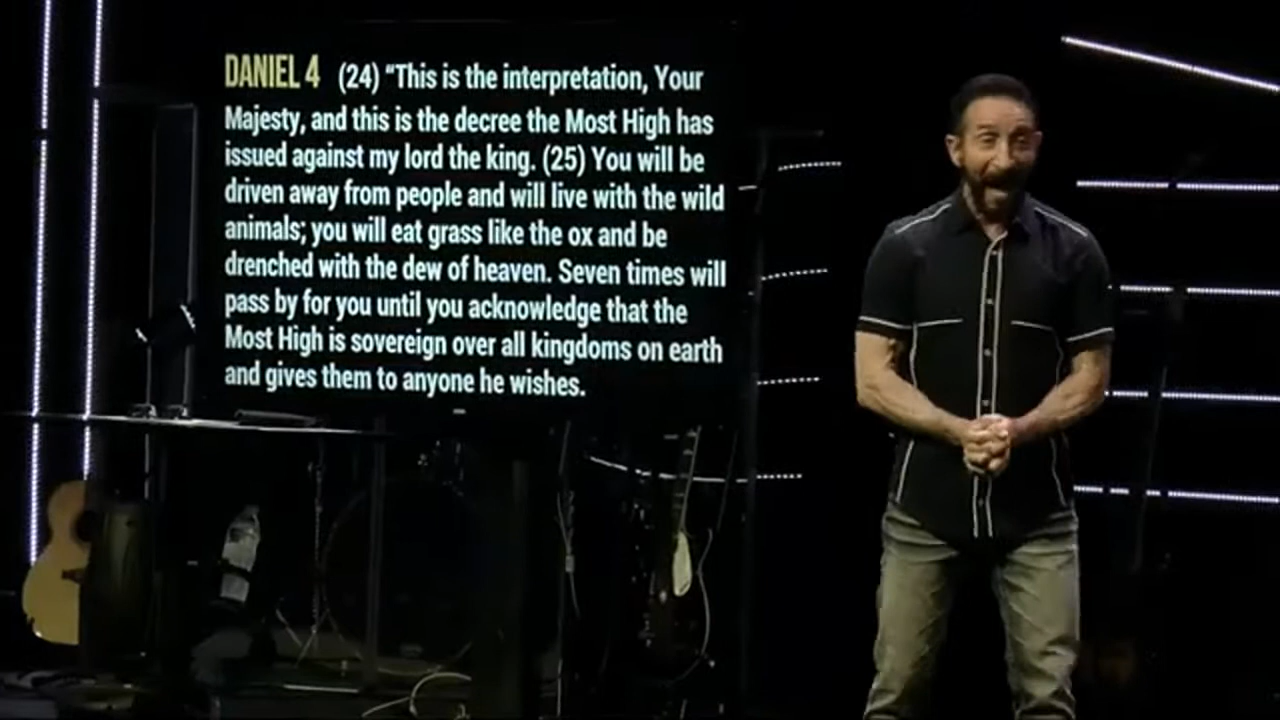 DANIEL 4 (24) “This is the interpretation, Your
Majesty, and this is the decree the Most High has
issued against my lord the king. (25) You will be
driven away from people and will live with the wild
animals; you will eat grass like the ox and be
drenched with the dew of heaven. Seven times will
pass by for you until you acknowledge that the
Most High is sovereign over all kingdoms on earth
and gives them to anyone he wishes.